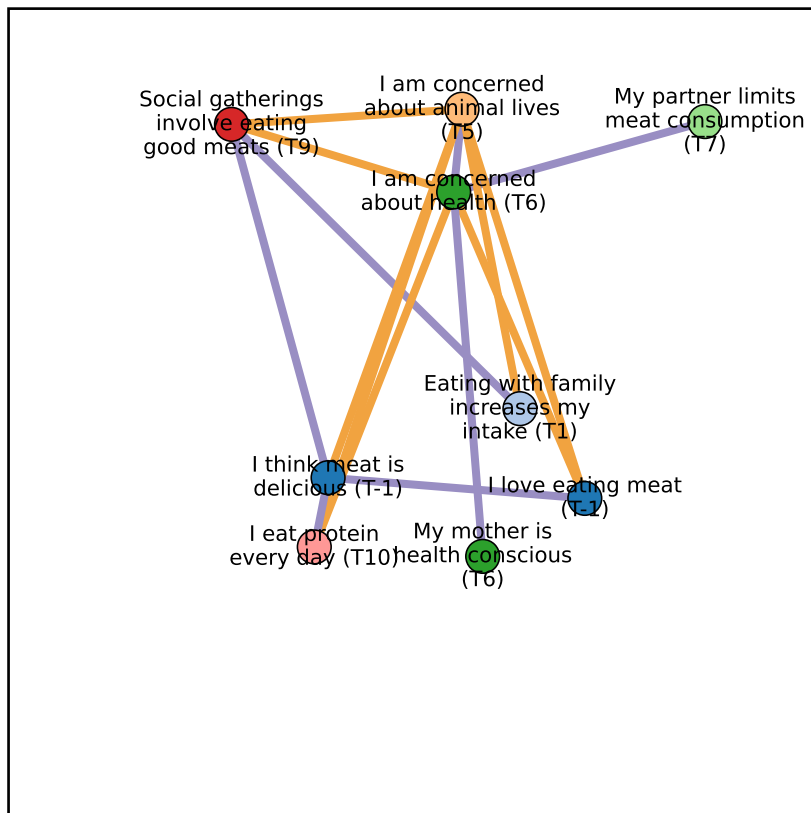 Social gatherings
involve eating
good meats (T9)
I am concerned
about animal lives
(T5)
My partner limits
meat consumption
(T7)
I am concerned
about health (T6)
Eating with family
increases my
intake (T1)
I think meat is
delicious (T-1)
I love eating meat
(T-1)
I eat protein
every day (T10)
My mother is
health conscious
(T6)